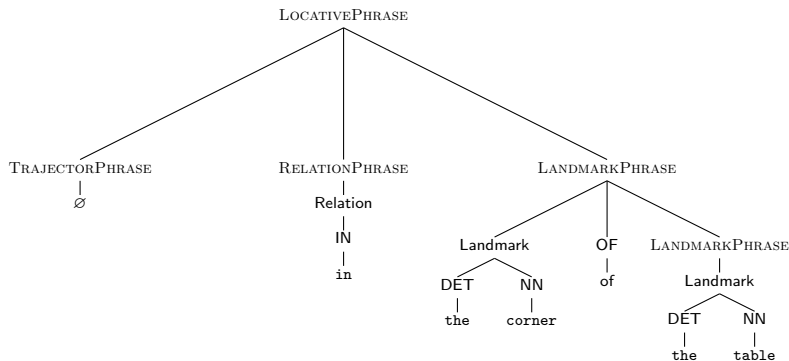 LOCATIVEPHRASE
TRAJECTORPHRASE RELATIONPHRASE LANDMARKPHRASE
∅ Relation
IN Landmark OF LANDMARKPHRASE
in DET NN of Landmark
the corner DET NN
the table